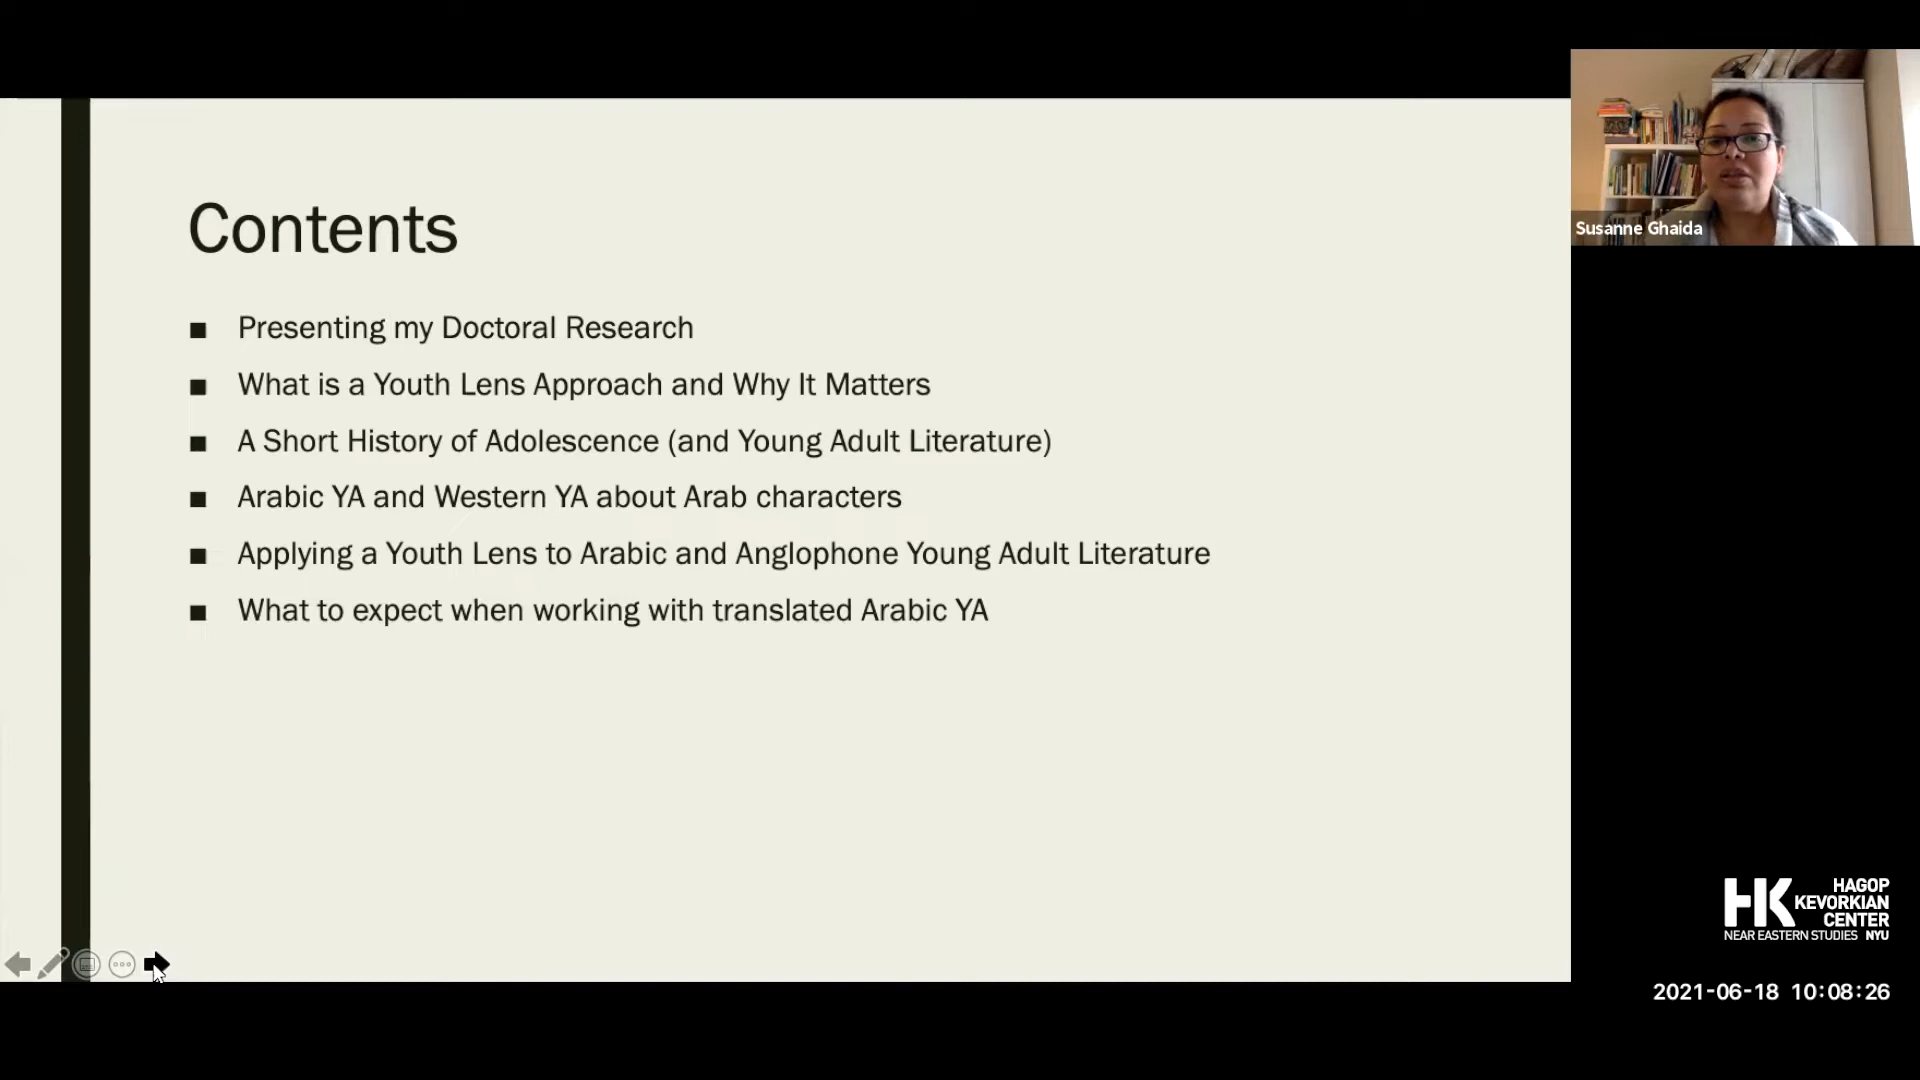 Contents
■ Presenting my Doctoral Research
■ What is a Youth Lens Approach and Why It Matters
■ A Short History of Adolescence (and Young Adult Literature)
■ Arabic YA and Western YA about Arab characters
■ Applying a Youth Lens to Arabic and Anglophone Young Adult Literature
■ What to expect when working with translated Arabic YA
Susanne Ghaida
HK HAGOP
KEVORKIAN
CENTER
NEAR EASTERN STUDIES NYU
2021-06-18 10:08:26